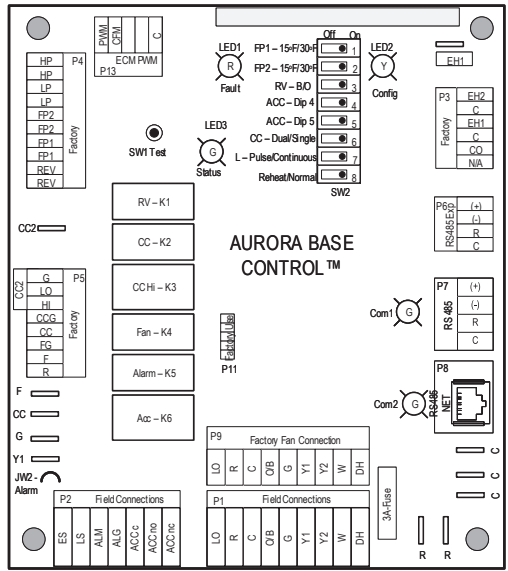 PWM
CFM
C
ECM PWM
P13
P4
HP
HP
LP
LP
FP2
FP2
FP1
FP1
REV
REV
Factory
LED1
R
Fault
Off On
FP1 – 15ºF/30ºF 1
FP2 – 15ºF/30ºF 2
RV – B/O 3
ACC – Dip 4 4
ACC – Dip 5 5
CC – Dual/Single 6
L – Pulse/Continuous 7
Reheat/Normal 8
SW2
LED2
Y
Config
SW1 Test
LED3
G
Status
EH1
P3
Factory
EH2
C
EH1
C
CO
N/A
P6
RS485 Exp
(+)
(-)
R
C
RV – K1
CC – K2
CC Hi – K3
Fan – K4
Alarm – K5
Acc – K6
CC2
AURORA BASE
CONTROL™
CC2
P5
G
LO
HI
CCG
CC
FG
F
R
Factory
Factory Use
P11
Com1
G
P7
RS 485
(+)
(-)
R
C
Com2
G
P8
RS485
NET
F
CC
G
Y1
JW2 -
Alarm
P9
Factory Fan Connection
LO
R
C
O/B
G
Y1
Y2
W
DH
C
C
C
3A-Fuse
P2
Field Connections
ES
LS
ALM
ALG
ACC c
ACC no
ACC nc
P1
Field Connections
LO
R
C
O/B
G
Y1
Y2
W
DH
R
R